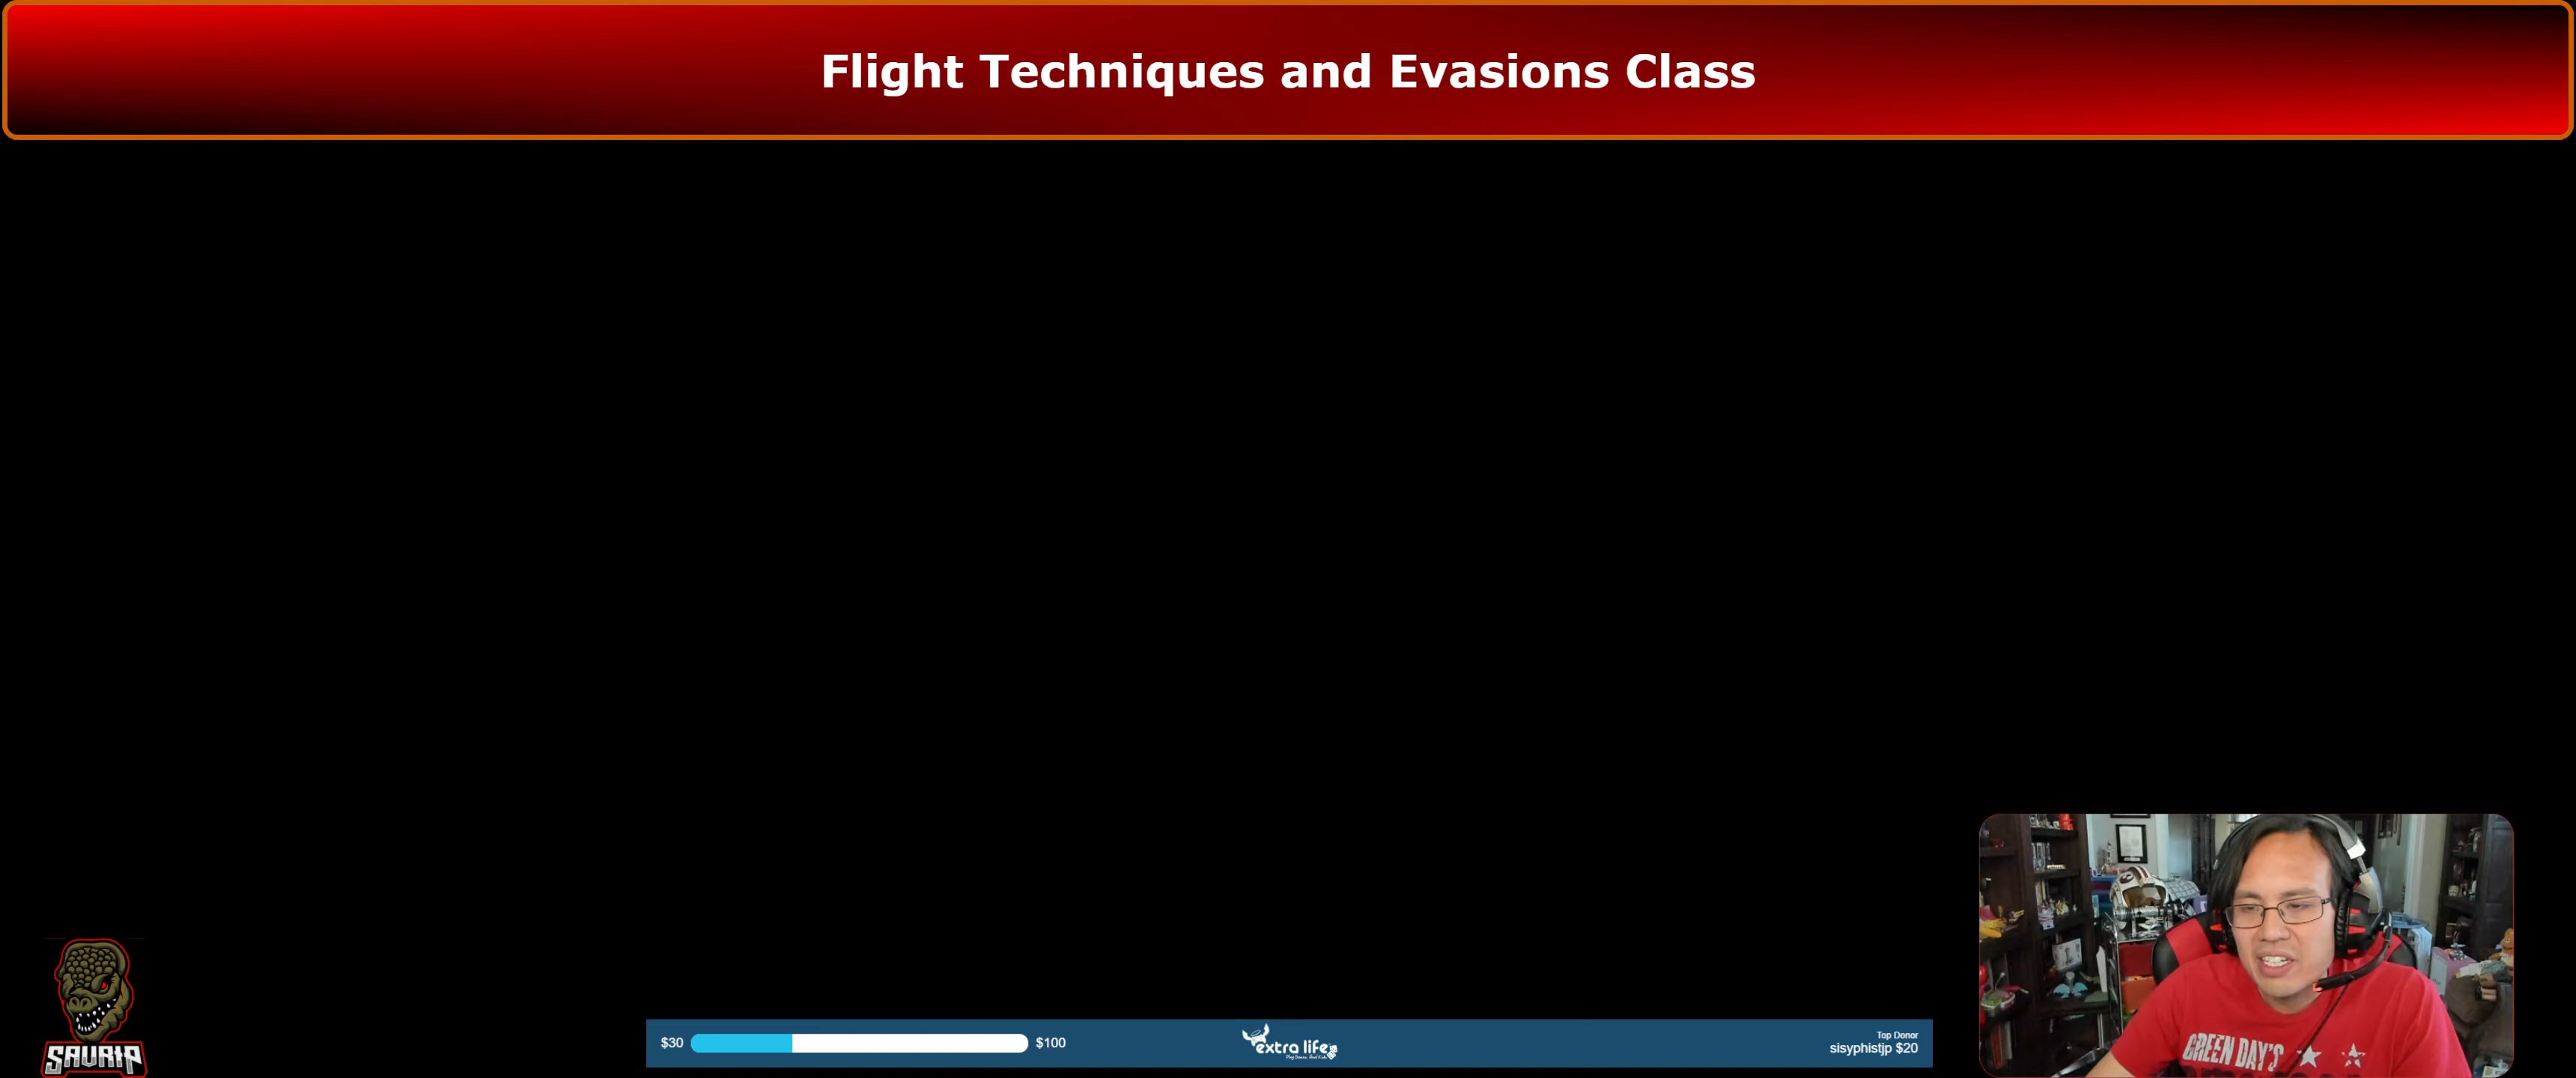 Flight Techniques and Evasions Class
$30
$100
extra life
Top Donor
sisyphistjp $20
SAURIP
GREEN DAY'S